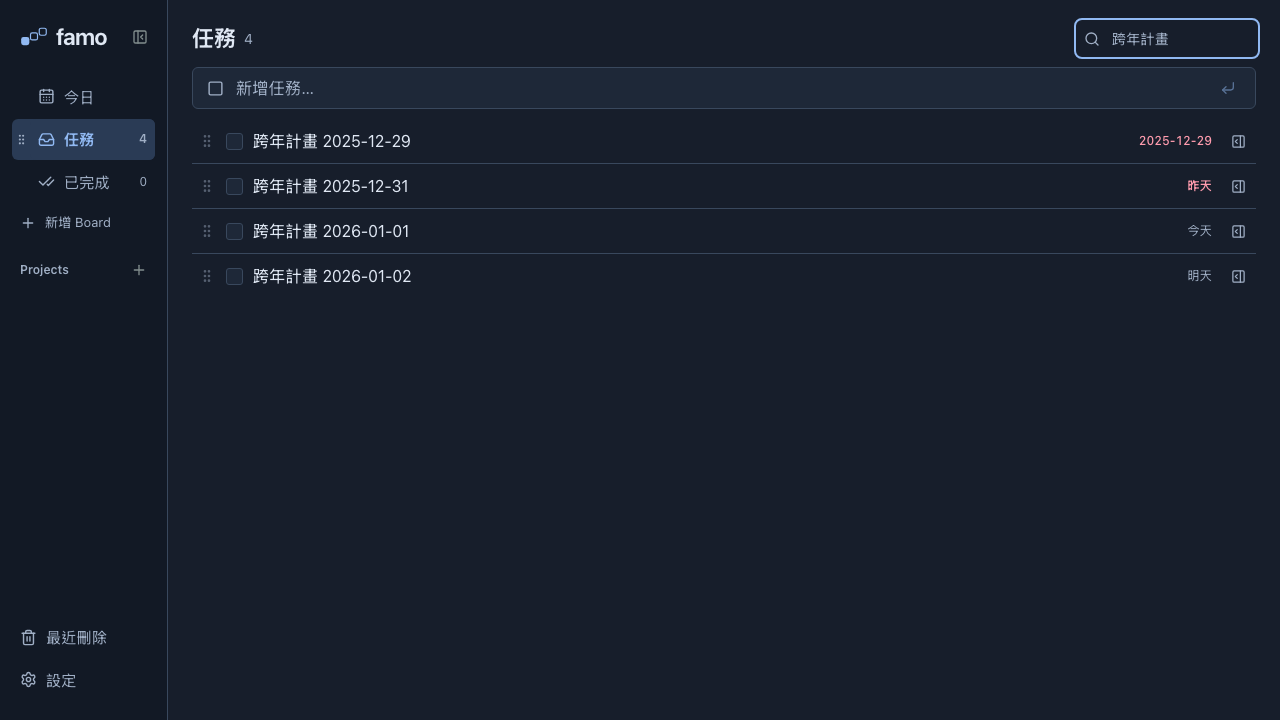 famo
今日
任務 4
已完成 0
新增 Board
Projects
最近刪除
設定
任務 4
跨年計畫
新增任務...
跨年計畫 2025-12-29 2025-12-29
跨年計畫 2025-12-31 昨天
跨年計畫 2026-01-01 今天
跨年計畫 2026-01-02 明天